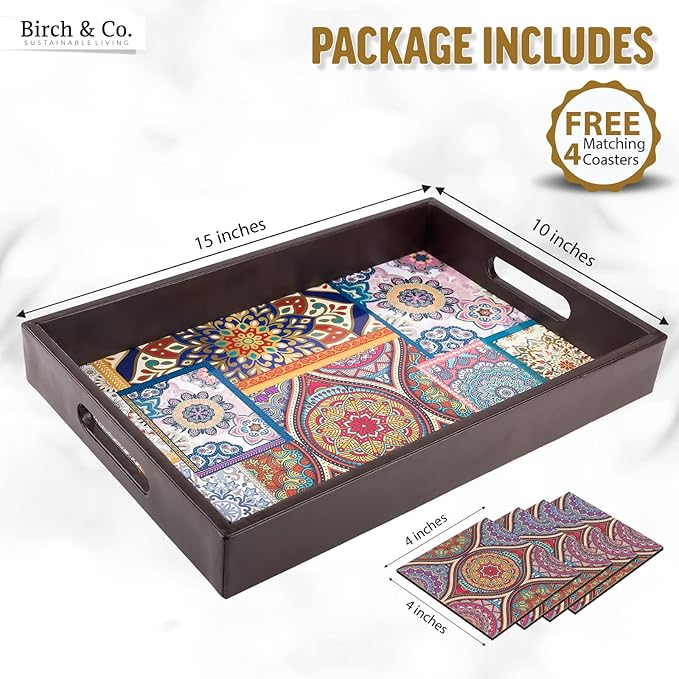 Birch & Co.
SUSTAINABLE LIVING
PACKAGE INCLUDES
FREE
4 Matching
Coasters
15 inches
10 inches
4 inches
4 inches